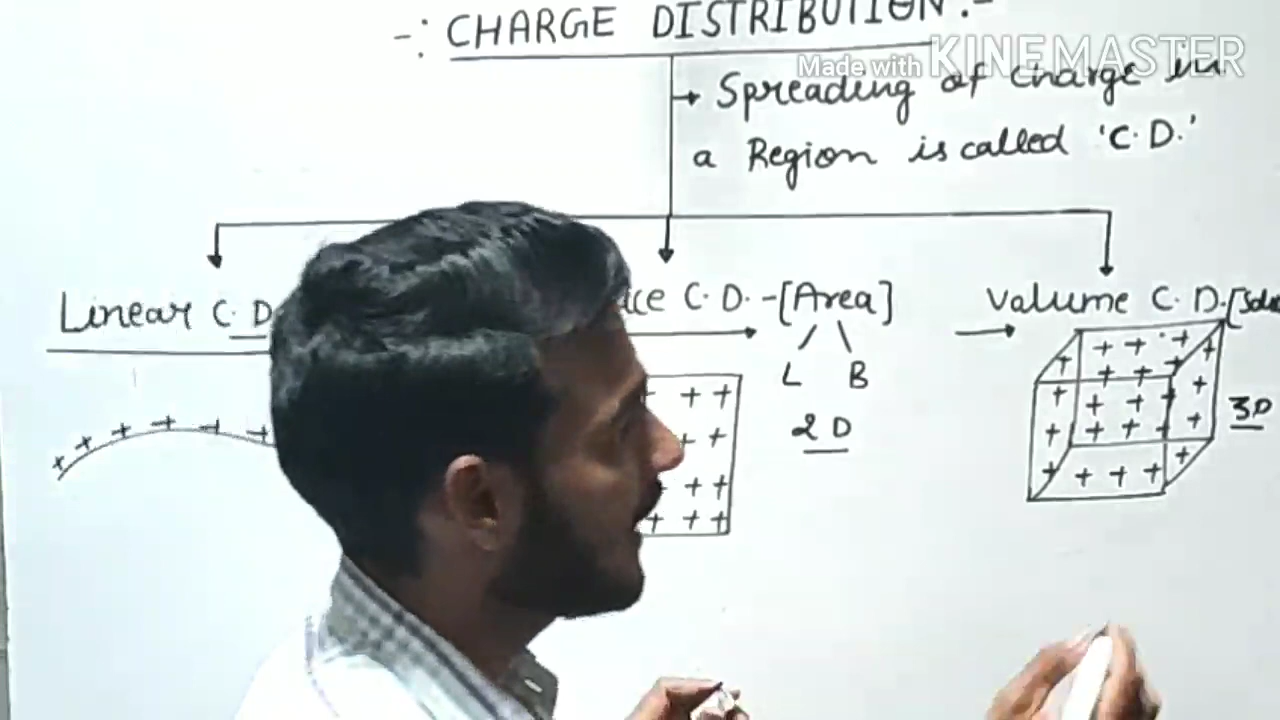 -: CHARGE DISTRIBUTION :-
Made with KINEMASTER
→ Spreading of charge in
a Region is called 'C.D.'
Linear C.D
C.D. -[Area]
L B
2D
Volume C.D.
3D